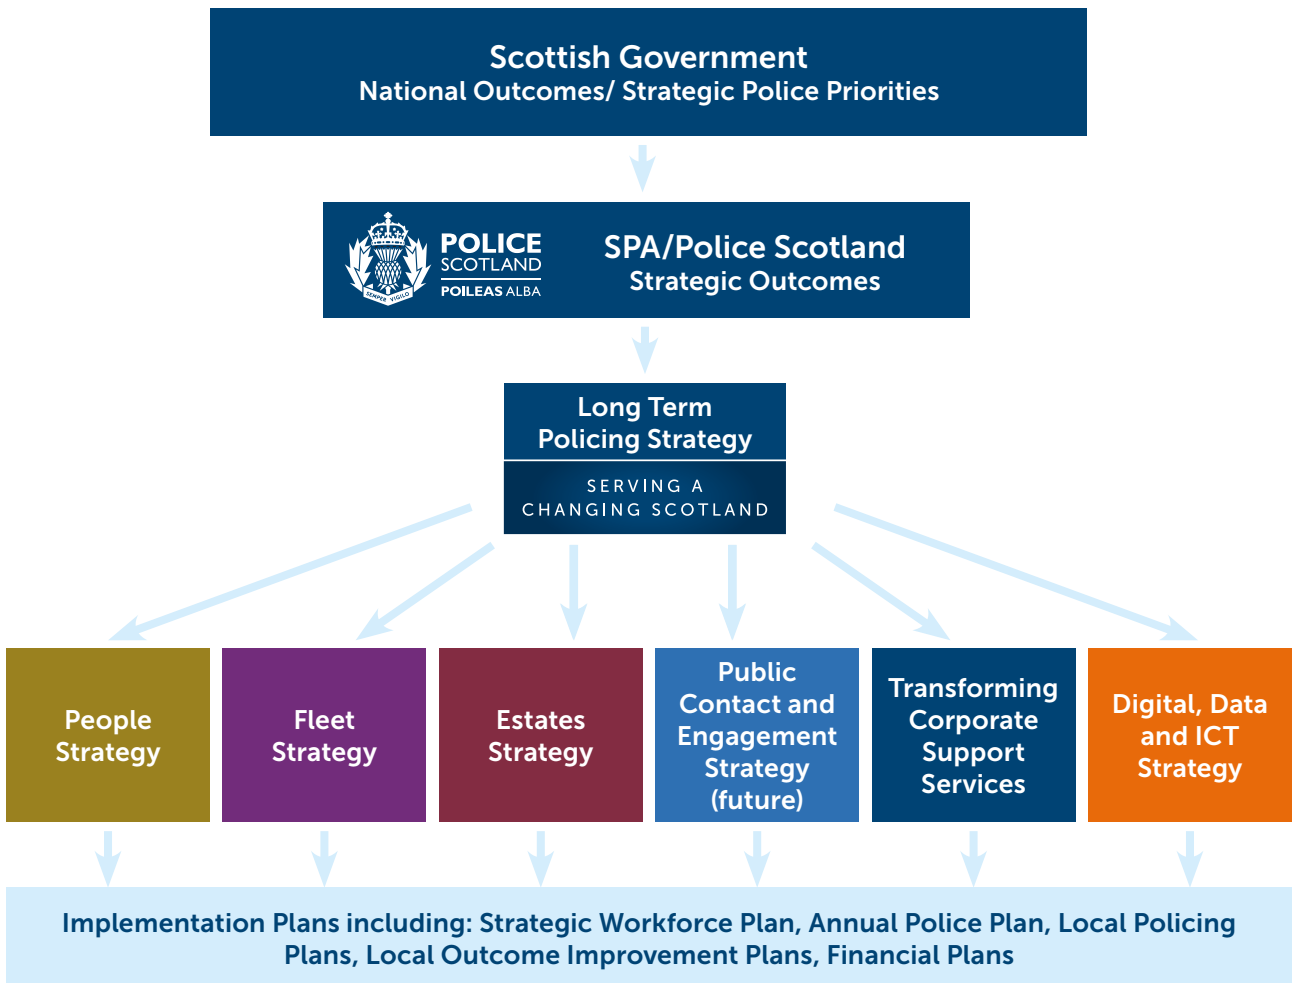 Scottish Government
National Outcomes/ Strategic Police Priorities
POLICE
SCOTLAND
POILEAS ALBA
SEMPER VIGILO
SPA/Police Scotland
Strategic Outcomes
Long Term
Policing Strategy
SERVING A
CHANGING SCOTLAND
People
Strategy
Fleet
Strategy
Estates
Strategy
Public
Contact and
Engagement
Strategy
(future)
Transforming
Corporate
Support
Services
Digital, Data
and ICT
Strategy
Implementation Plans including: Strategic Workforce Plan, Annual Police Plan, Local Policing
Plans, Local Outcome Improvement Plans, Financial Plans